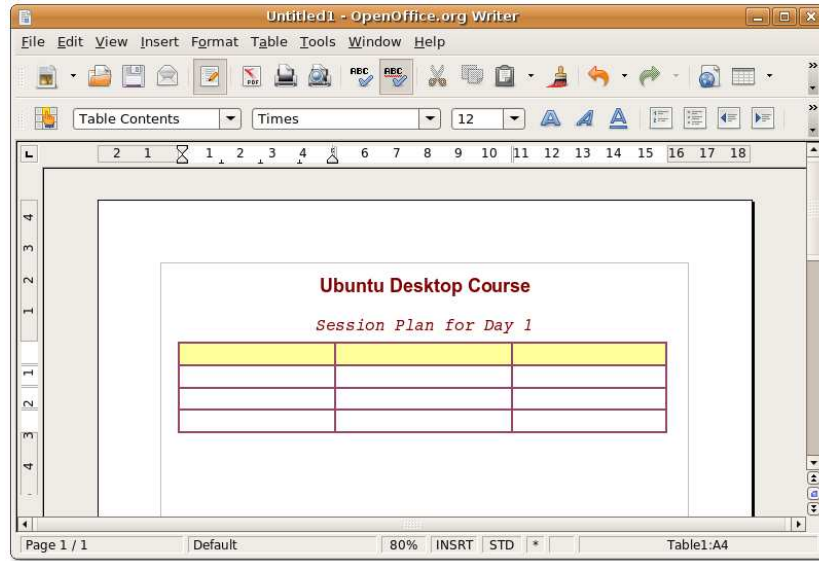 Untitled1 - OpenOffice.org Writer
File Edit View Insert Format Table Tools Window Help
PDF ABC ABC
Table Contents Times 12 A A A
2 1 1 2 3 4 6 7 8 9 10 11 12 13 14 15 16 17 18
4
3
2
1
1
2
3
4
Ubuntu Desktop Course
Session Plan for Day 1
Page 1 / 1 Default 80% INSRT STD * Table1:A4